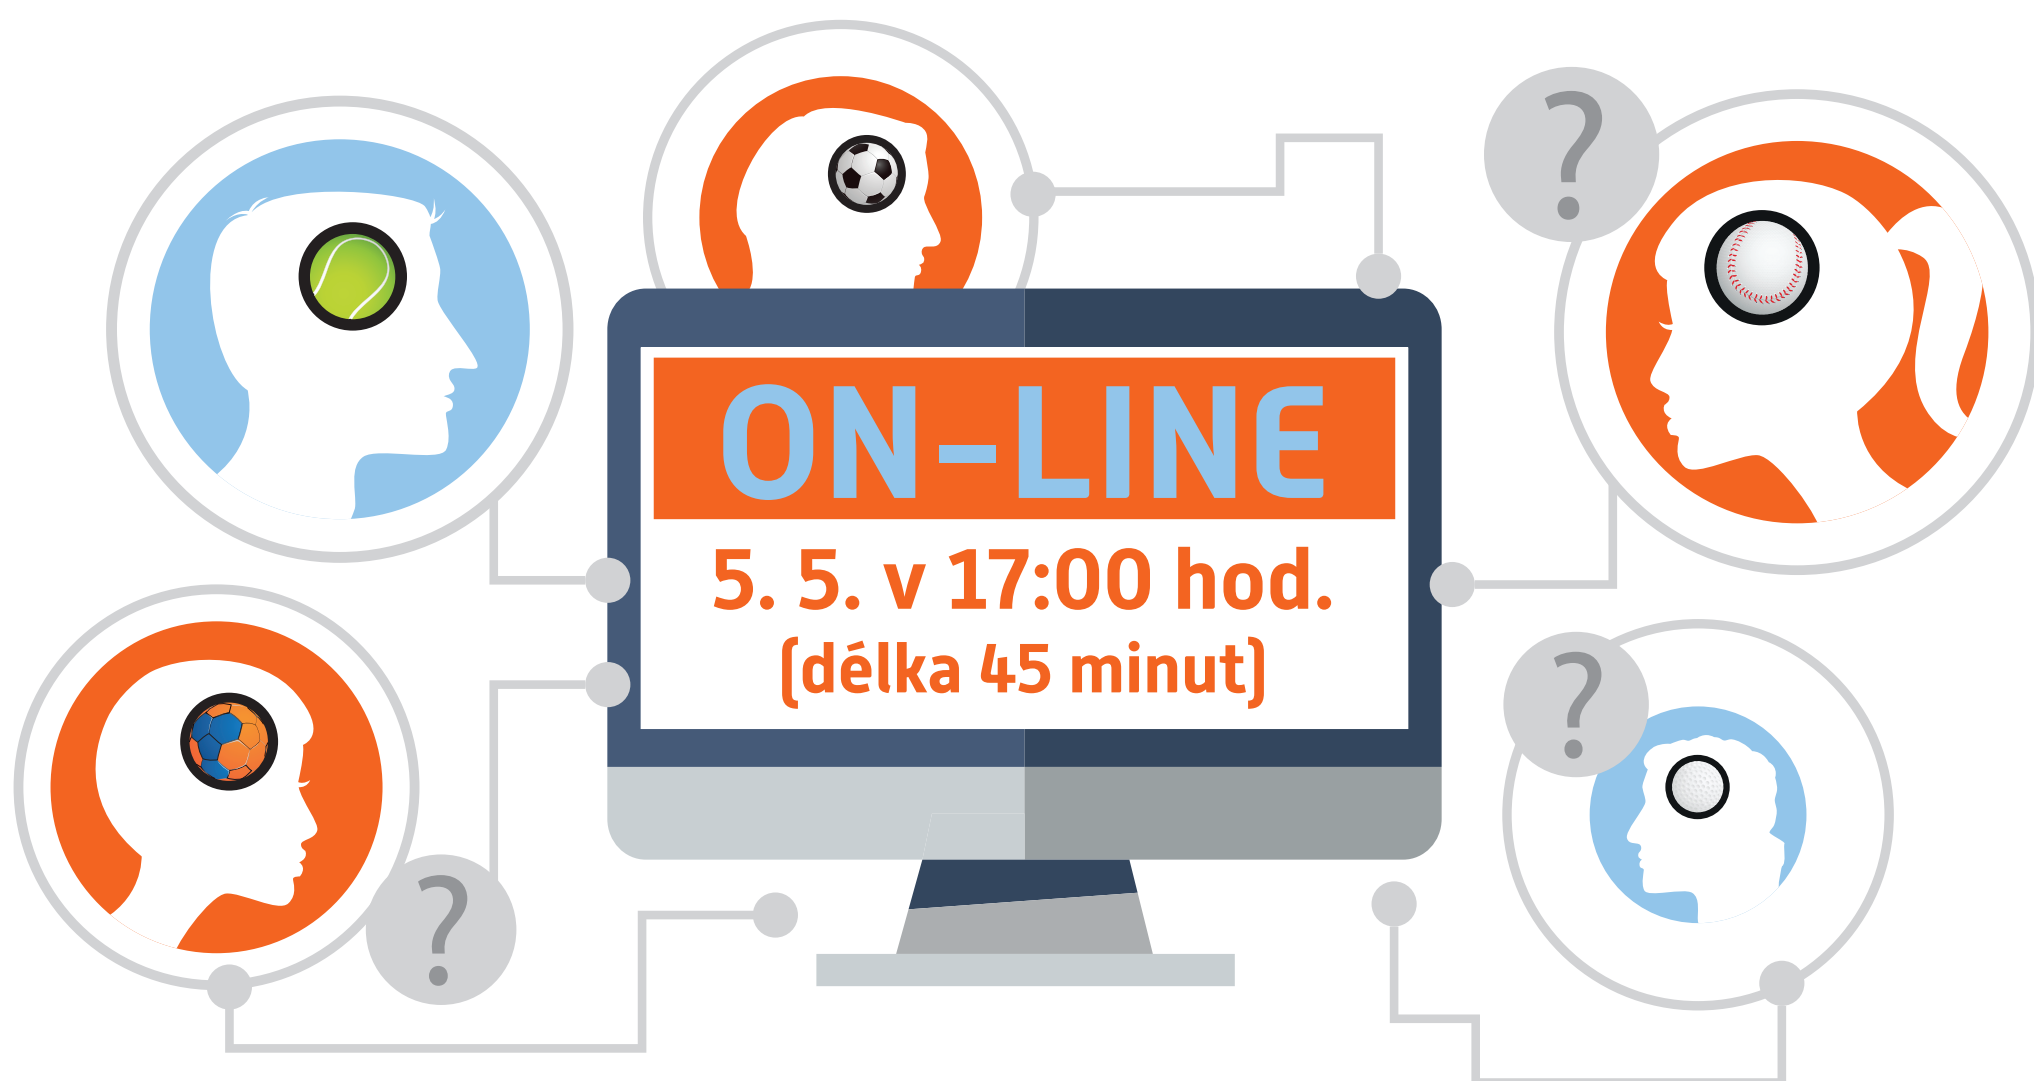 ?
ON-LINE
5. 5. v 17:00 hod.
(délka 45 minut)
?
?
?